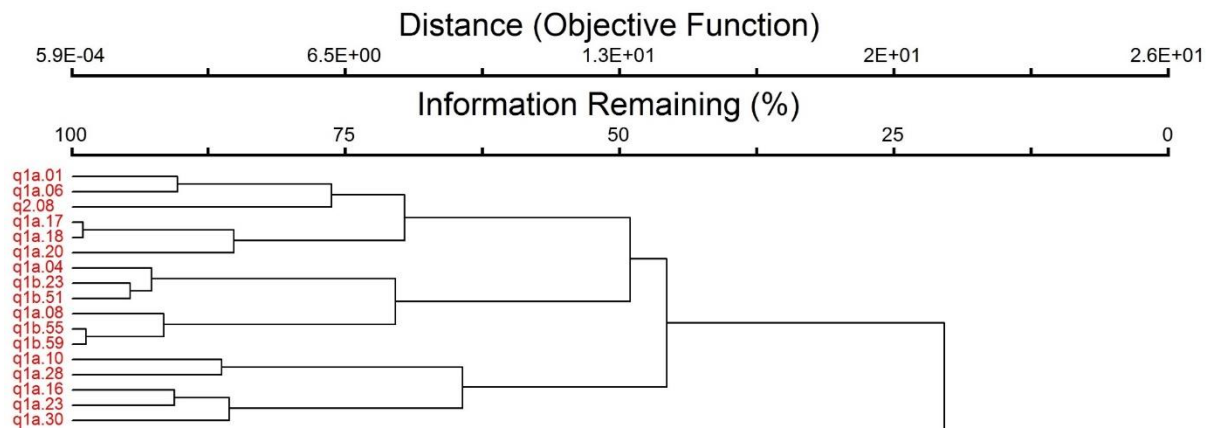 Distance (Objective Function)
5.9E-04 6.5E+00 1.3E+01 2E+01 2.6E+01
Information Remaining (%)
100 75 50 25 0
q1a.01
q1a.06
q2.08
q1a.17
q1a.18
q1a.20
q1a.04
q1b.23
q1b.51
q1a.08
q1b.55
q1b.59
q1a.10
q1a.28
q1a.16
q1a.23
q1a.30